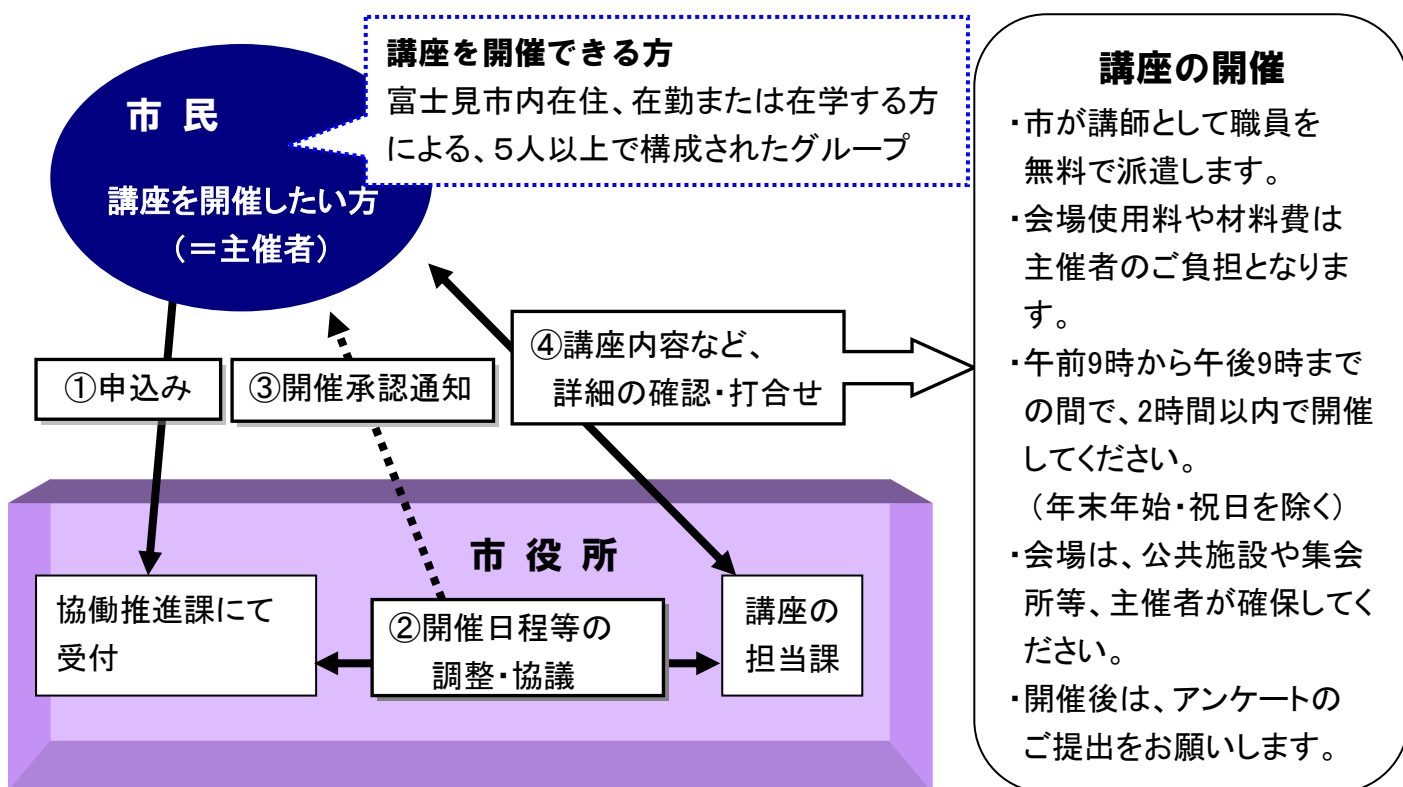 市 民
講座を開催したい方
（＝主催者）
講座を開催できる方
富士見市内在住、在勤または在学する方
による、５人以上で構成されたグループ
①申込み
③開催承認通知
④講座内容など、
詳細の確認・打合せ
市 役 所
協働推進課にて
受付
②開催日程等の
調整・協議
講座の
担当課
講座の開催
・市が講師として職員を
無料で派遣します。
・会場使用料や材料費は
主催者のご負担となりま
す。
・午前9時から午後9時まで
の間で、2時間以内で開催
してください。
（年末年始・祝日を除く）
・会場は、公共施設や集会
所等、主催者が確保してく
ださい。
・開催後は、アンケートの
ご提出をお願いします。